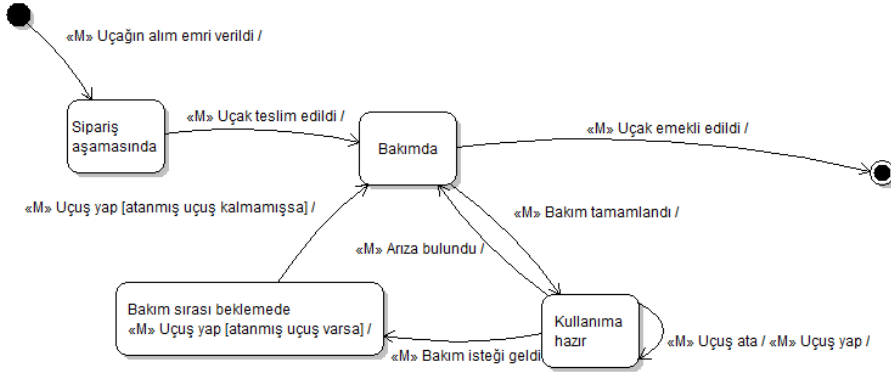 «M» Uçağın alım emri verildi /
Sipariş
aşamasında
«M» Uçak teslim edildi /
Bakımda
«M» Uçak emekli edildi /
«M» Uçuş yap [atanmış uçuş kalmamışsa] /
«M» Bakım tamamlandı /
«M» Arıza bulundu /
Bakım sırası beklemede
«M» Uçuş yap [atanmış uçuş varsa] /
Kullanıma
hazır
«M» Uçuş ata / «M» Uçuş yap /
«M» Bakım isteği geldi